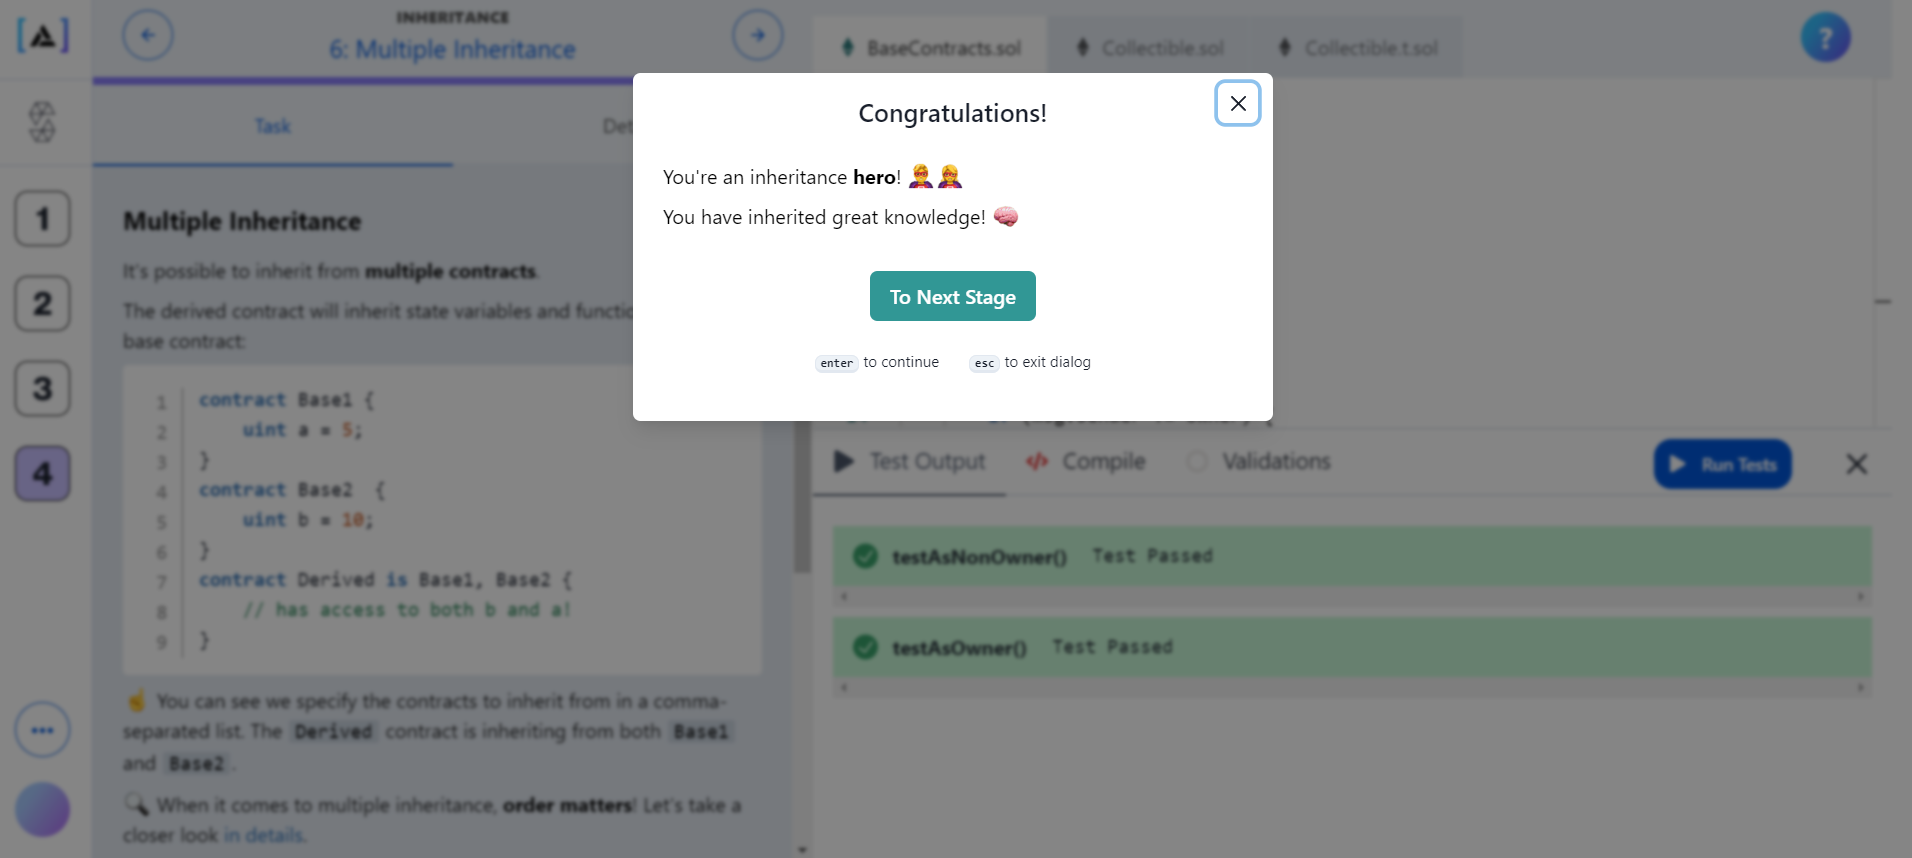 INHERITANCE
6: Multiple Inheritance
BaseContracts.sol
Collectible.sol
Collectible.t.sol
?
Congratulations!
You're an inheritance hero!
You have inherited great knowledge!
To Next Stage
enter to continue
esc to exit dialog
Task
1
2
3
4
Multiple Inheritance
It's possible to inherit from multiple contracts.
The derived contract will inherit state variables and
base contract:
1 contract Base1 {
2 uint a = 5;
3 }
4 contract Base2 {
5 uint b = 10;
6 }
7 contract Derived is Base1, Base2 {
8 // has access to both b and a!
9 }
You can see we specify the contracts to inherit from in a comma-
separated list. The Derived contract is inheriting from both Base1
and Base2.
When it comes to multiple inheritance, order matters! Let's take a
closer look in details.
Test Output
Compile
Validations
Run Tests
testAsNonOwner() Test Passed
testAsOwner() Test Passed